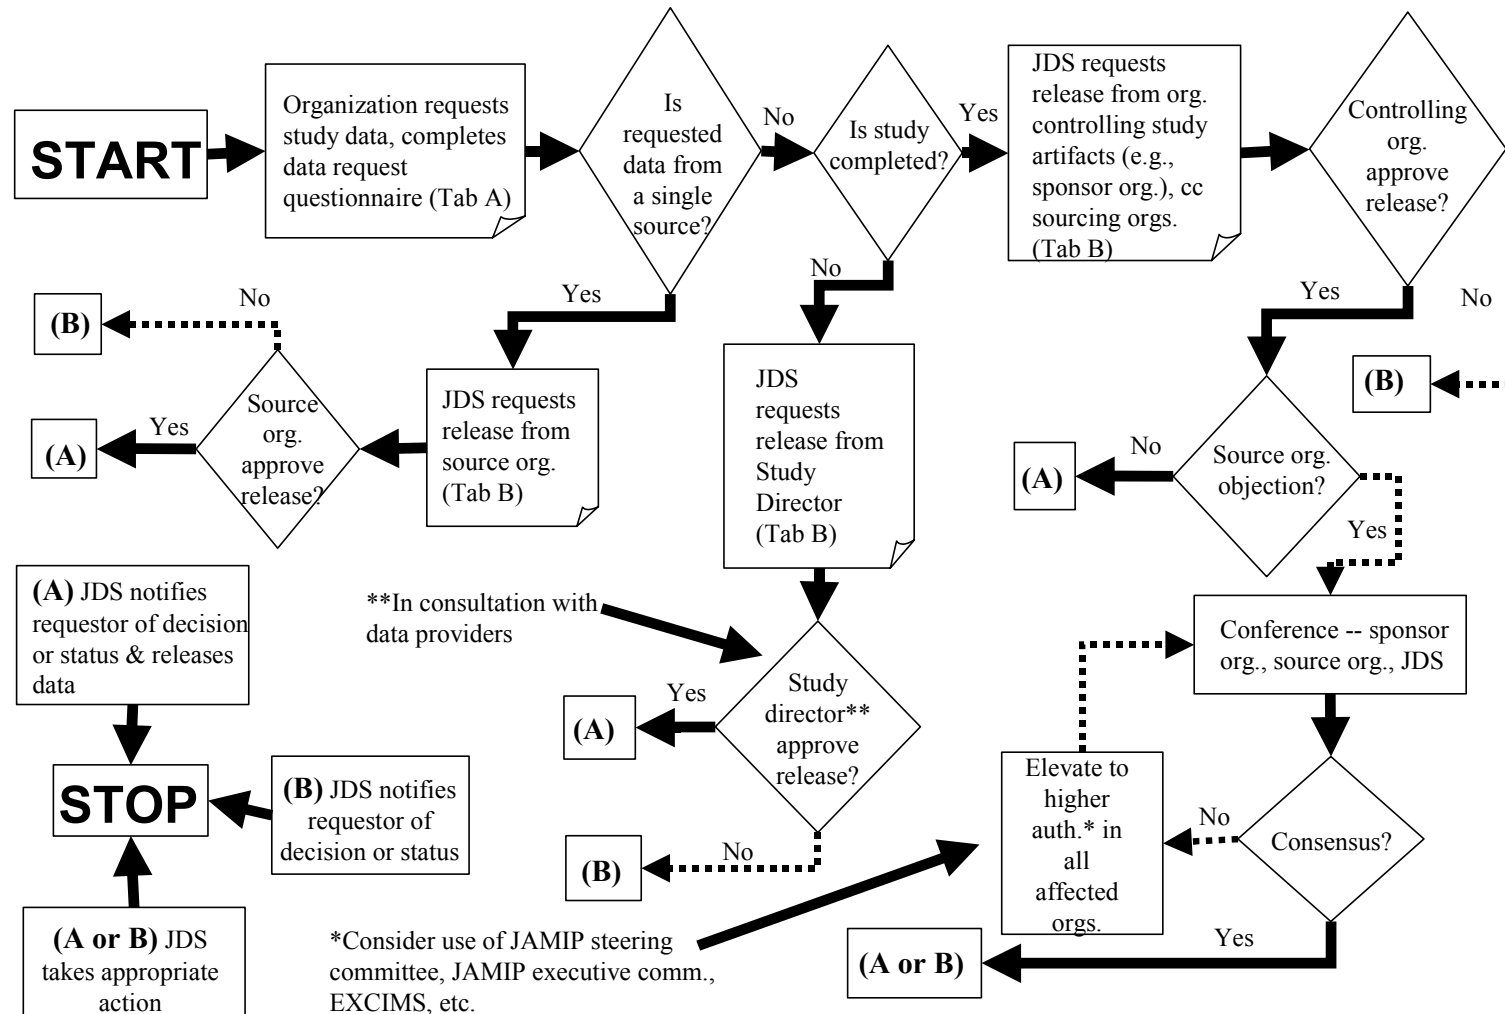 START
Organization requests
study data, completes
data request
questionnaire (Tab A)
Is
requested
data from
a single
source?
No
Is study
completed?
Yes
JDS requests
release from org.
controlling study
artifacts (e.g.,
sponsor org.), cc
sourcing orgs.
(Tab B)
Controlling
org.
approve
release?
No
(B)
Yes
No
Yes
No
(B)
Source
org.
approve
release?
Yes
(A)
JDS requests
release from
source org.
(Tab B)
JDS
requests
release from
Study
Director
(Tab B)
Source org.
objection?
No
(A)
Yes
(A) JDS notifies
requestor of decision
or status & releases
data
**In consultation with
data providers
Conference -- sponsor
org., source org., JDS
Study
director**
approve
release?
Yes
(A)
No
(B)
STOP
(B) JDS notifies
requestor of
decision or status
Elevate to
higher
auth.* in
all
affected
orgs.
No
Consensus?
Yes
(A or B)
(A or B) JDS
takes appropriate
action
*Consider use of JAMIP steering
committee, JAMIP executive comm.,
EXCIMS, etc.